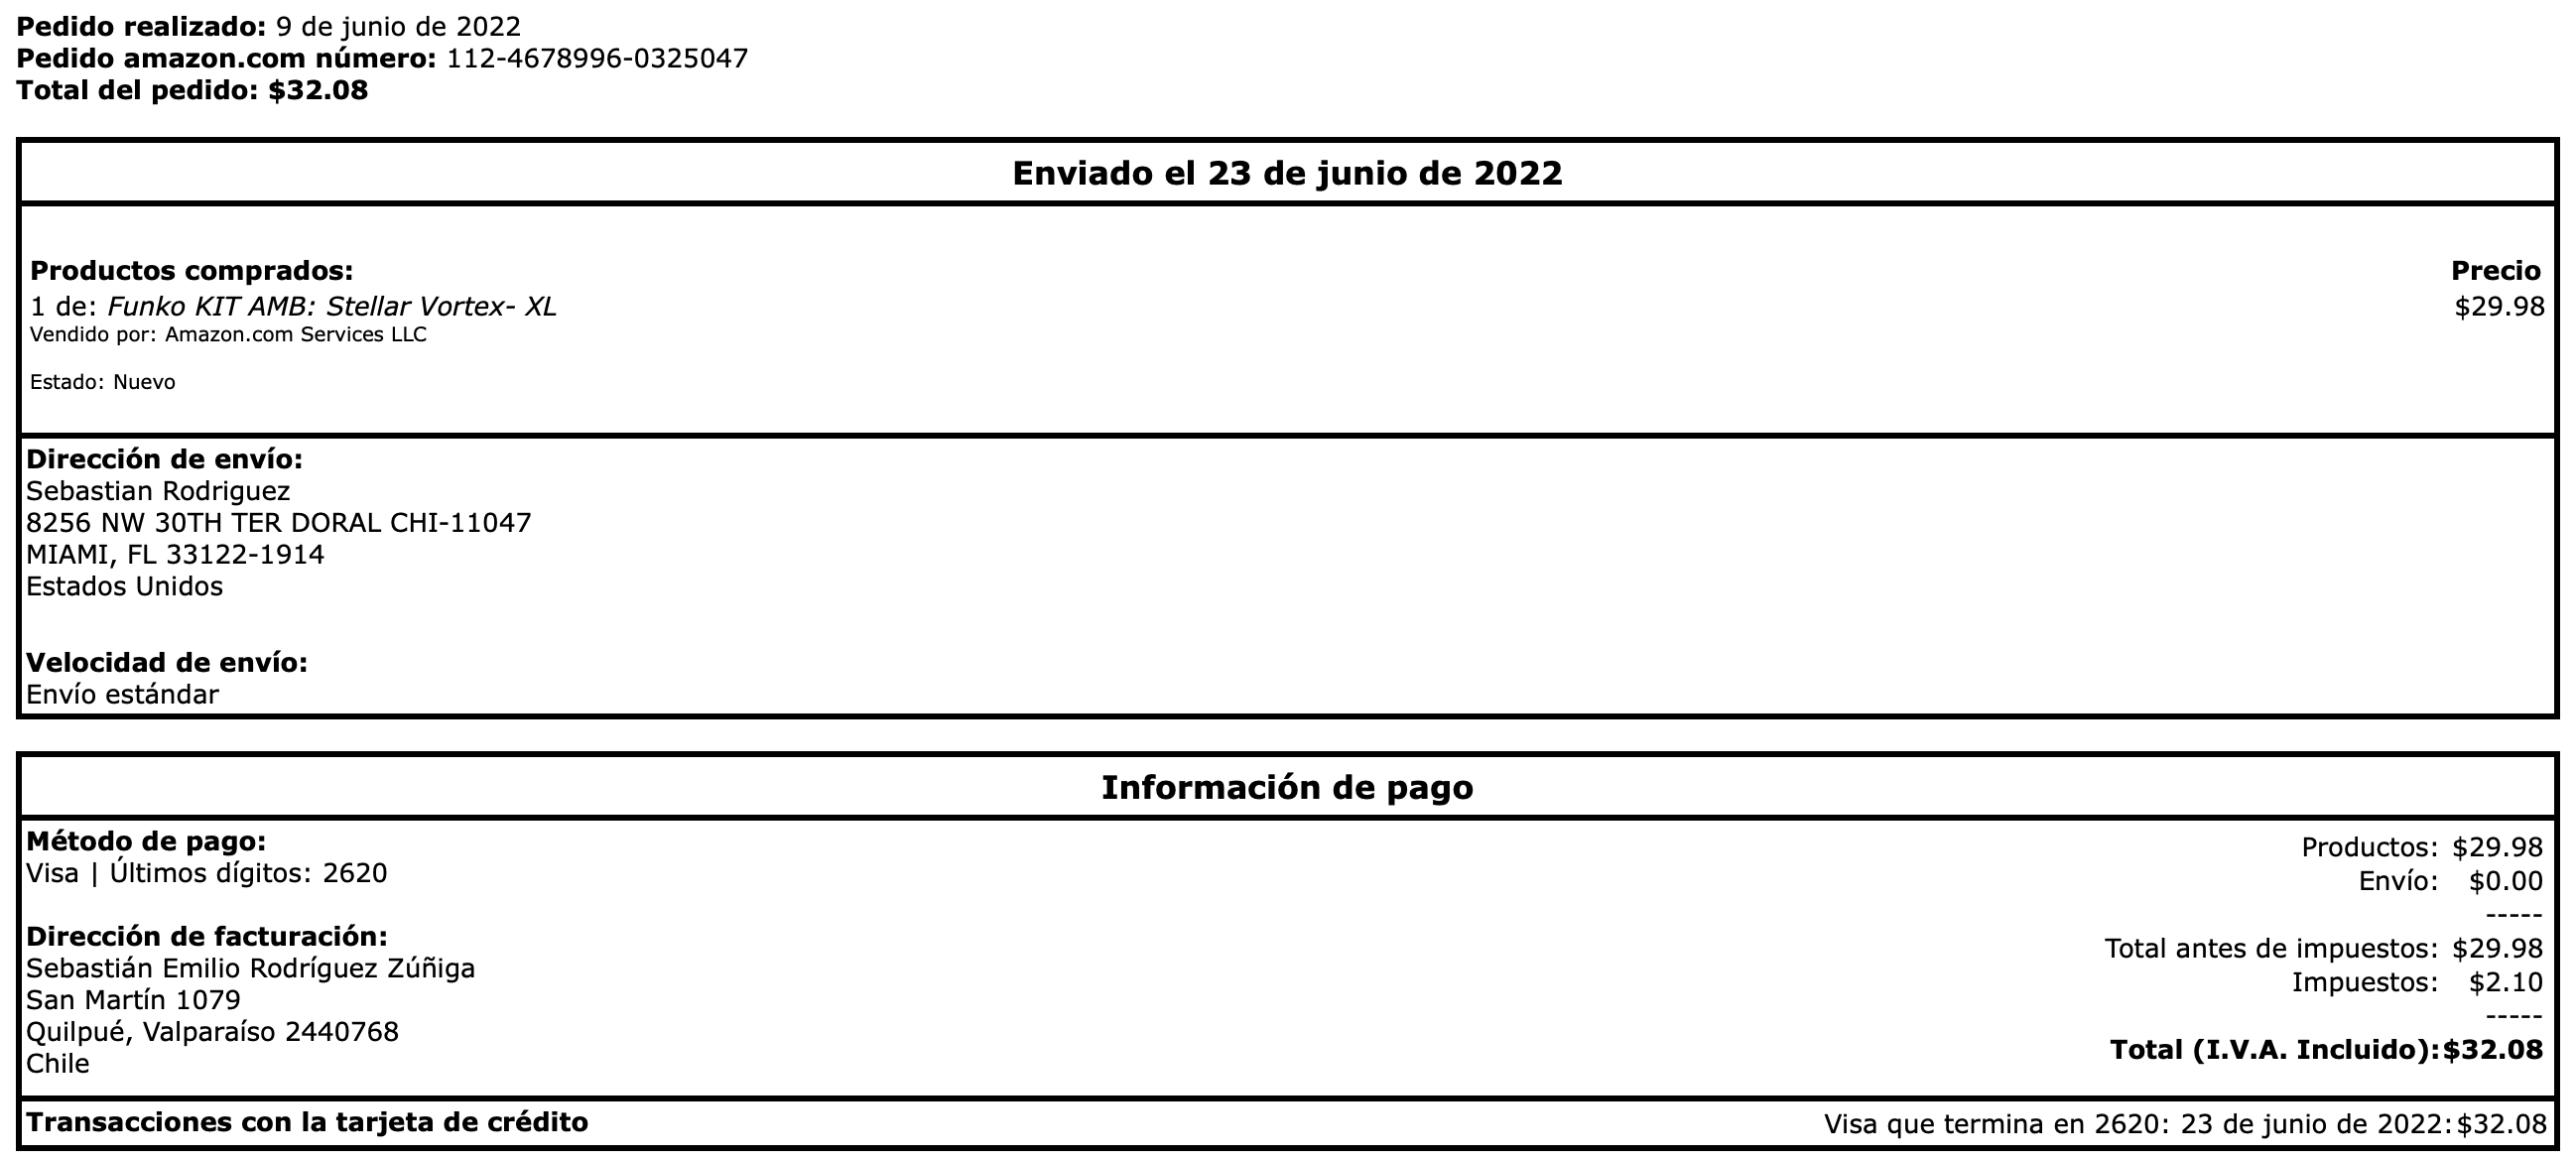 Pedido realizado: 9 de junio de 2022
Pedido amazon.com número: 112-4678996-0325047
Total del pedido: $32.08
Enviado el 23 de junio de 2022
Productos comprados: Precio
1 de: Funko KIT AMB: Stellar Vortex- XL $29.98
Vendido por: Amazon.com Services LLC
Estado: Nuevo
Dirección de envío:
Sebastian Rodriguez
8256 NW 30TH TER DORAL CHI-11047
MIAMI, FL 33122-1914
Estados Unidos
Velocidad de envío:
Envío estándar
Información de pago
Método de pago:
Visa | Últimos dígitos: 2620
Dirección de facturación:
Sebastián Emilio Rodríguez Zúñiga
San Martín 1079
Quilpué, Valparaíso 2440768
Chile
Productos: $29.98
Envío: $0.00
-----
Total antes de impuestos: $29.98
Impuestos: $2.10
-----
Total (I.V.A. Incluido): $32.08
Transacciones con la tarjeta de crédito
Visa que termina en 2620: 23 de junio de 2022: $32.08